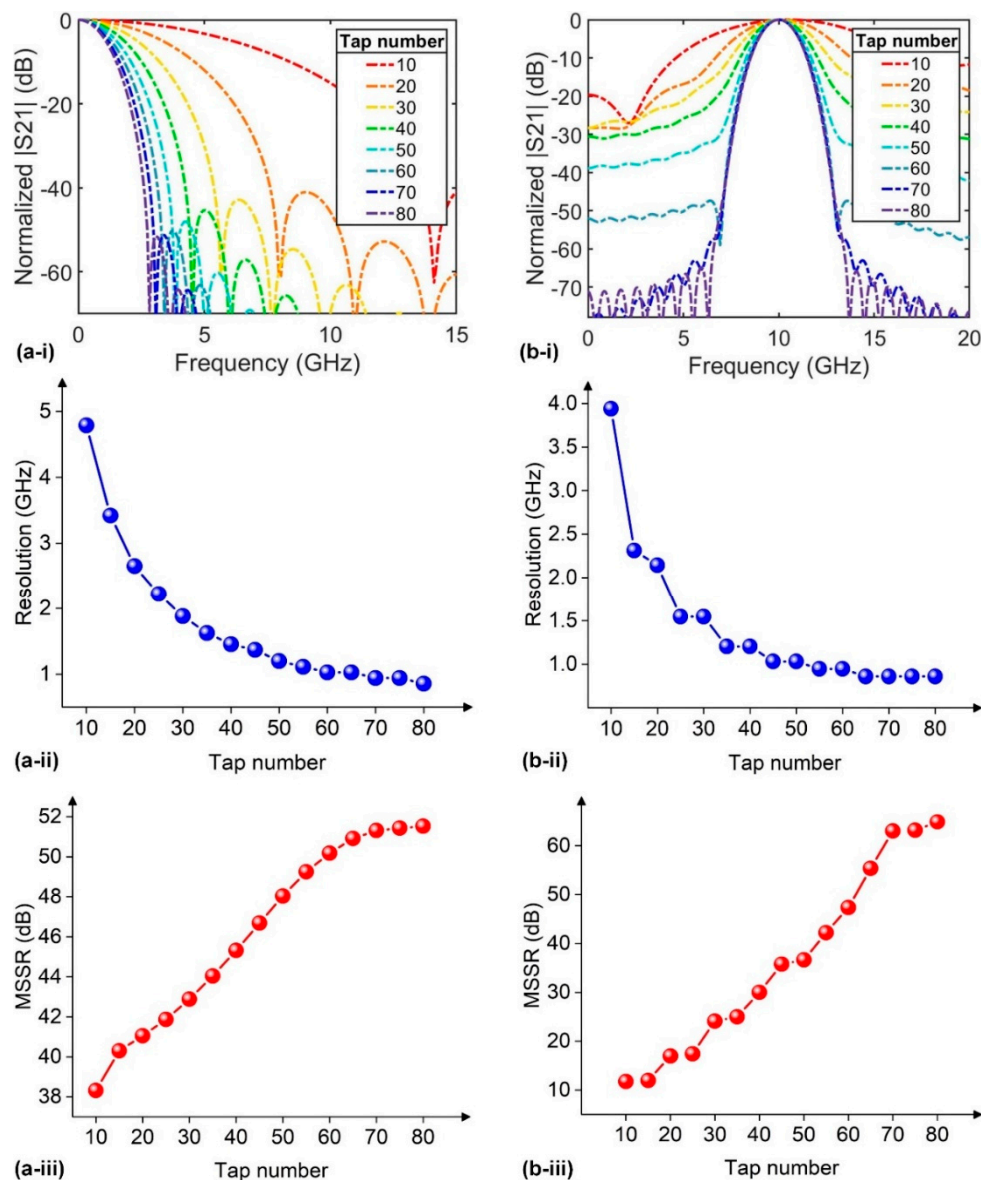 0
-20
-40
-60
Normalized |S21| (dB)
Tap number
10
20
30
40
50
60
70
80
0 5 10 15
(a-i)
Frequency (GHz)
0
-10
-20
-30
-40
-50
-60
-70
Normalized |S21| (dB)
Tap number
10
20
30
40
50
60
70
80
0 5 10 15 20
(b-i)
Frequency (GHz)
5
4
3
2
1
Resolution (GHz)
10 20 30 40 50 60 70 80
(a-ii)
Tap number
4.0
3.5
3.0
2.5
2.0
1.5
1.0
Resolution (GHz)
10 20 30 40 50 60 70 80
(b-ii)
Tap number
52
50
48
46
44
42
40
38
MSSR (dB)
10 20 30 40 50 60 70 80
(a-iii)
Tap number
60
50
40
30
20
10
MSSR (dB)
10 20 30 40 50 60 70 80
(b-iii)
Tap number